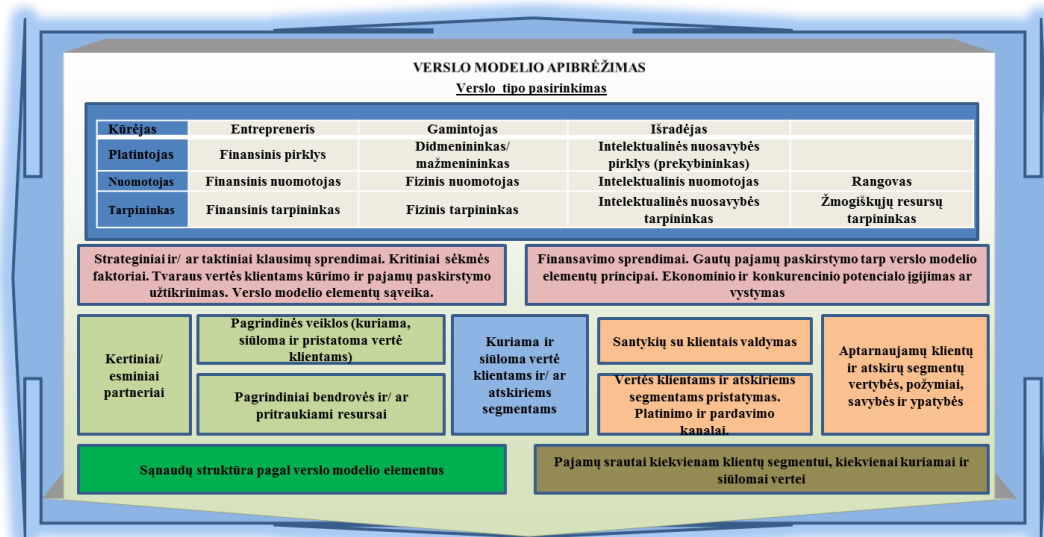 VERSLO MODELIO APIBRĖŽIMAS
Verslo tipo pasirinkimas
Kūrėjas Entrepreneris Gamintojas Išradėjas
Platintojas Finansinis pirklys Didmenininkas/ mažmenininkas Intelektualinės nuosavybės pirklys (prekybininkas)
Nuomotojas Finansinis nuomotojas Fizinis nuomotojas Intelektualinis nuomotojas Rangovas
Tarpininkas Finansinis tarpininkas Fizinis tarpininkas Intelektualinės nuosavybės tarpininkas Žmogiškųjų resursų tarpininkas
Strateginiai ir/ ar taktiniai klausimų sprendimai. Kritiniai sėkmės
faktoriai. Tvaraus vertės klientams kūrimo ir pajamų paskirstymo
užtikrinimas. Verslo modelio elementų sąveika.
Finansavimo sprendimai. Gautų pajamų paskirstymo tarp verslo modelio
elementų principai. Ekonominio ir konkurencinio potencialo įgijimas ar
vystymas
Kertiniai/
esminiai
partneriai
Pagrindinės veiklos (kuriama,
siūloma ir pristatoma vertė
klientams)
Pagrindiniai bendrovės ir/ ar
pritraukiami resursai
Kuriama ir
siūloma vertė
klientams ir/ ar
atskiriems
segmentams
Santykių su klientais valdymas
Vertės klientams ir atskiriems
segmentams pristatymas.
Platinimo ir pardavimo
kanalai.
Aptarnaujamų klientų
ir atskirų segmentų
vertybės, požymiai,
savybės ir ypatybės
Sąnaudų struktūra pagal verslo modelio elementus
Pajamų srautai kiekvienam klientų segmentui, kiekvienai kuriamai ir
siūlomai vertei